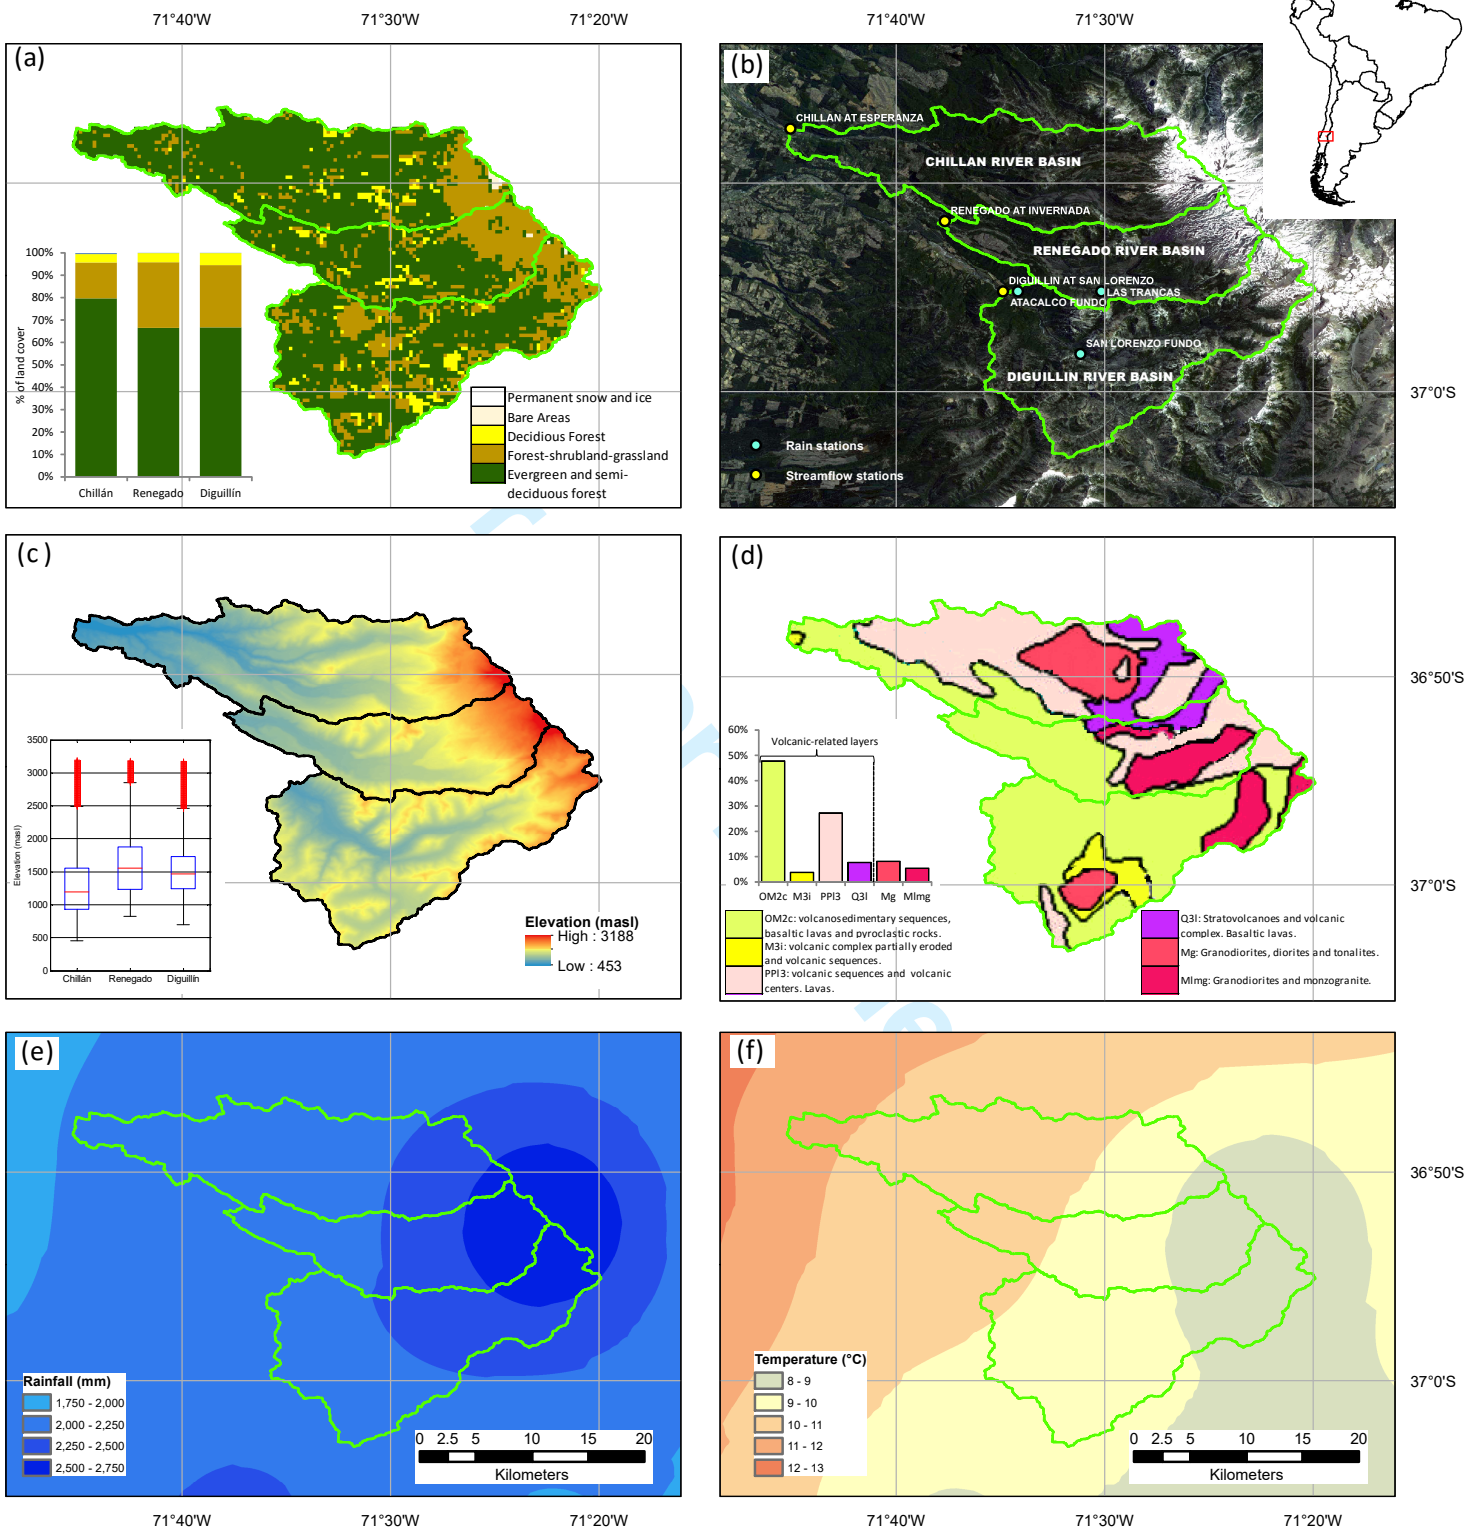 71°40'W
71°30'W
71°20'W
71°40'W
71°30'W
(a)
100%
90%
80%
70%
60%
50%
40%
30%
20%
10%
0%
% of land cover
Chillán
Renegado
Diguillín
Permanent snow and ice
Bare Areas
Decidious Forest
Forest-shrubland-grassland
Evergreen and semi-
deciduous forest
(b)
CHILLAN AT ESPERANZA
CHILLAN RIVER BASIN
RENEGADO AT INVERNADA
RENEGADO RIVER BASIN
DIGUILLIN AT SAN LORENZO
LAS TRANCAS
ATACALCO FUNDO
SAN LORENZO FUNDO
DIGUILLIN RIVER BASIN
Rain stations
Streamflow stations
37°0'S
(c)
3500
3000
2500
2000
1500
1000
500
0
Elevation (masl)
Chillán
Renegado
Diguillín
Elevation (masl)
High : 3188
Low : 453
(d)
36°50'S
37°0'S
60%
50%
40%
30%
20%
10%
0%
Volcanic-related layers
OM2c
M3i
PPI3
Q3I
Mg
MImg
OM2c: volcanosedimentary sequences,
basaltic lavas and pyroclastic rocks.
M3i: volcanic complex partially eroded
and volcanic sequences.
PPI3: volcanic sequences and volcanic
centers. Lavas.
Q3I: Stratovolcanoes and volcanic
complex. Basaltic lavas.
Mg: Granodiorites, diorites and tonalites.
MImg: Granodiorites and monzogranite.
(e)
Rainfall (mm)
1,750 - 2,000
2,000 - 2,250
2,250 - 2,500
2,500 - 2,750
0 2.5 5 10 15 20
Kilometers
(f)
36°50'S
37°0'S
Temperature (°C)
8 - 9
9 - 10
10 - 11
11 - 12
12 - 13
0 2.5 5 10 15 20
Kilometers
71°40'W
71°30'W
71°20'W
71°40'W
71°30'W
71°20'W